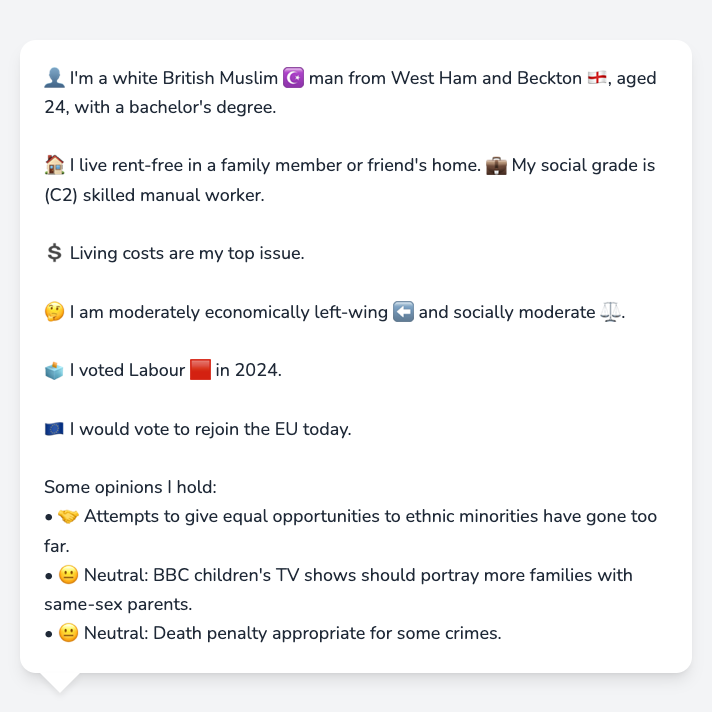 👤 I'm a white British Muslim ☪️ man from West Ham and Beckton 🏴󠁧󠁢󠁥󠁮󠁧󠁿, aged
24, with a bachelor's degree.
🏠 I live rent-free in a family member or friend's home. 💼 My social grade is
(C2) skilled manual worker.
💲 Living costs are my top issue.
🤔 I am moderately economically left-wing ⬅️ and socially moderate ⚖️.
🗳️ I voted Labour 🟥 in 2024.
🇪🇺 I would vote to rejoin the EU today.
Some opinions I hold:
• 🤝 Attempts to give equal opportunities to ethnic minorities have gone too
far.
• 😐 Neutral: BBC children's TV shows should portray more families with
same-sex parents.
• 😐 Neutral: Death penalty appropriate for some crimes.